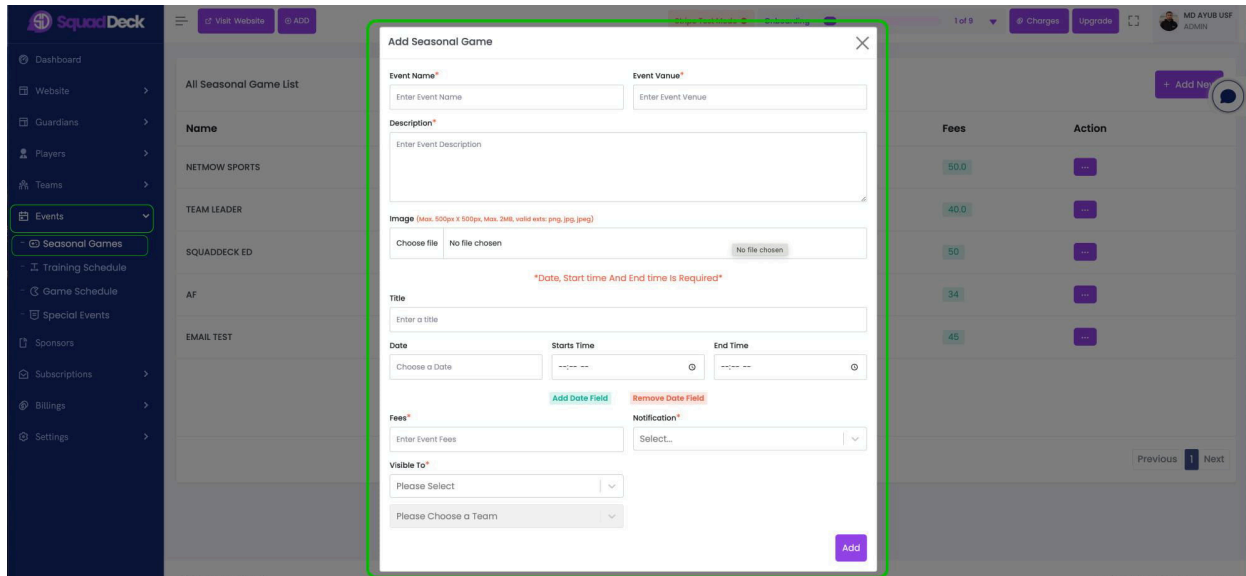 SquadDeck
Visit Website
ADD
Stripe Test Mode
Onboarding
1 of 9
Charges
Upgrade
MD AYUB USF
ADMIN
Dashboard
Website
Guardians
Players
Teams
Events
Seasonal Games
Training Schedule
Game Schedule
Special Events
Sponsors
Subscriptions
Billings
Settings
All Seasonal Game List
+ Add New
Name
Fees
Action
NETMOW SPORTS
50.0
TEAM LEADER
40.0
SQUADDECK ED
50
AF
34
EMAIL TEST
45
Previous 1 Next
Add Seasonal Game
Event Name*
Event Vanue*
Enter Event Name
Enter Event Venue
Description*
Enter Event Description
Image (Max. 500px X 500px, Max. 2MB, valid exts: png, jpg, jpeg)
Choose file No file chosen
No file chosen
*Date, Start time And End time Is Required*
Title
Enter a title
Date
Starts Time
End Time
Choose a Date
--:-- --
--:-- --
Add Date Field
Remove Date Field
Fees*
Notification*
Enter Event Fees
Select...
Visible To*
Please Select
Please Choose a Team
Add